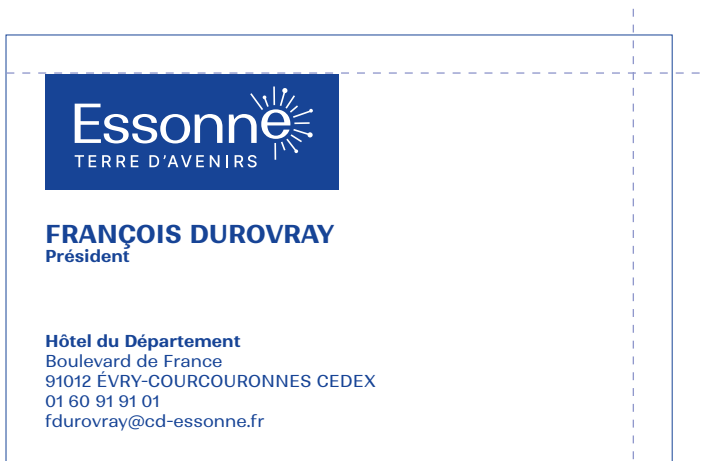 Essonne
TERRE D'AVENIRS
FRANÇOIS DUROVRAY
Président
Hôtel du Département
Boulevard de France
91012 ÉVRY-COURCOURONNES CEDEX
01 60 91 91 01
fdurovray@cd-essonne.fr